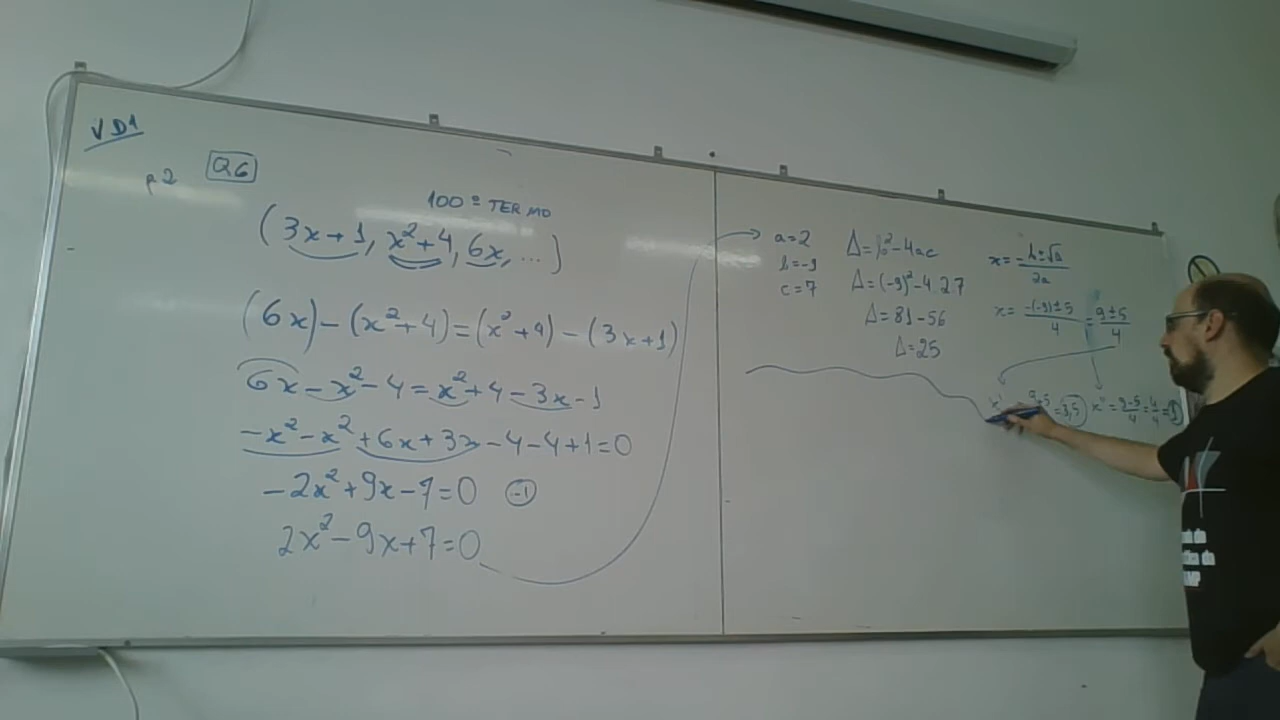 VD1
p2 Q6
100º TERMO
(3x+1, x²+4, 6x, ...)
(6x)-(x²+4)=(x²+4)-(3x+1)
6x-x²-4=x²+4-3x-1
-x²-x²+6x+3x-4-4+1=0
-2x²+9x-7=0 (-1)
2x²-9x+7=0
a=2
b=-9
c=7
Δ=b²-4ac
Δ=(-9)²-4.2.7
Δ=81-56
Δ=25
x=-b±√Δ/2a
x=-(-9)±5/4=9±5/4
x'=9+5/4=3,5 x''=9-5/4=4/4=1